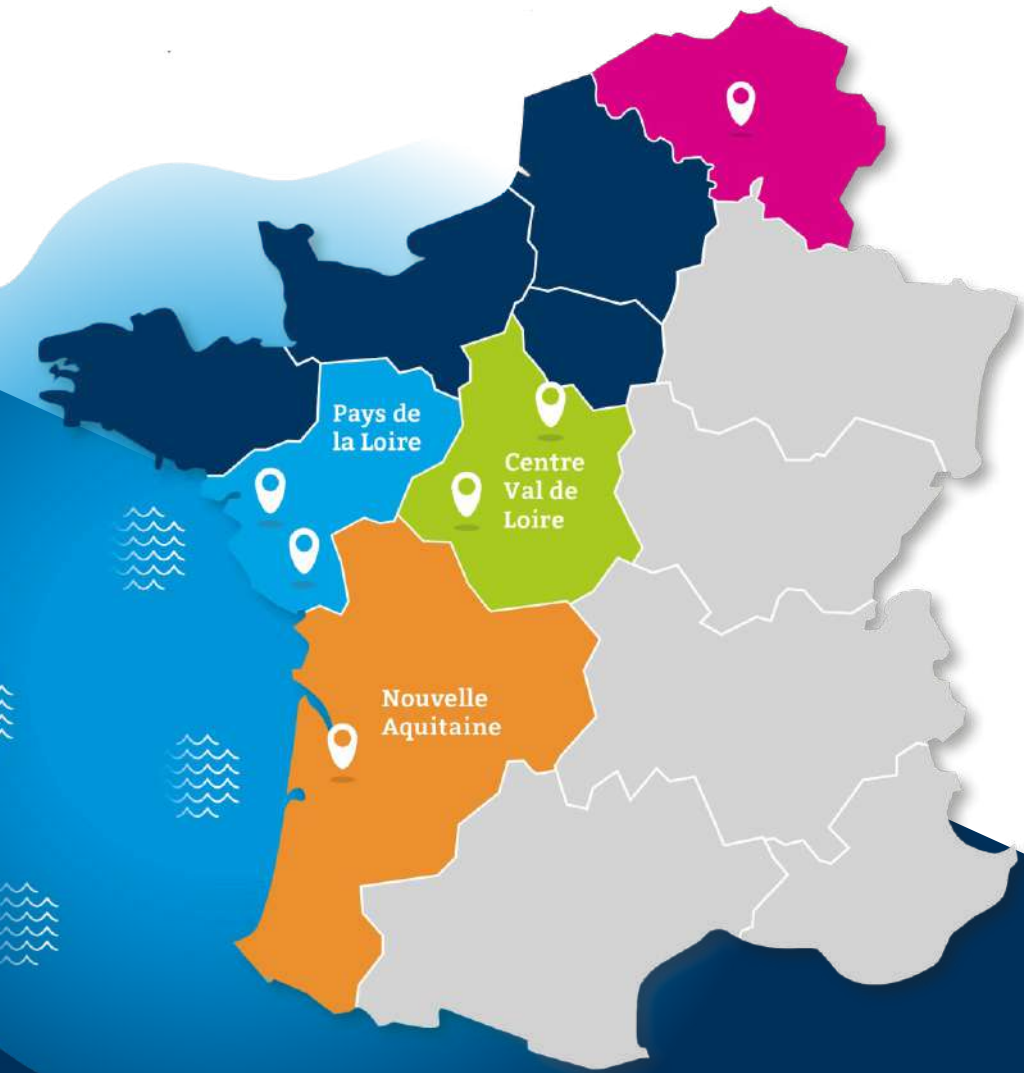 Pays de
la Loire
Centre
Val de
Loire
Nouvelle
Aquitaine